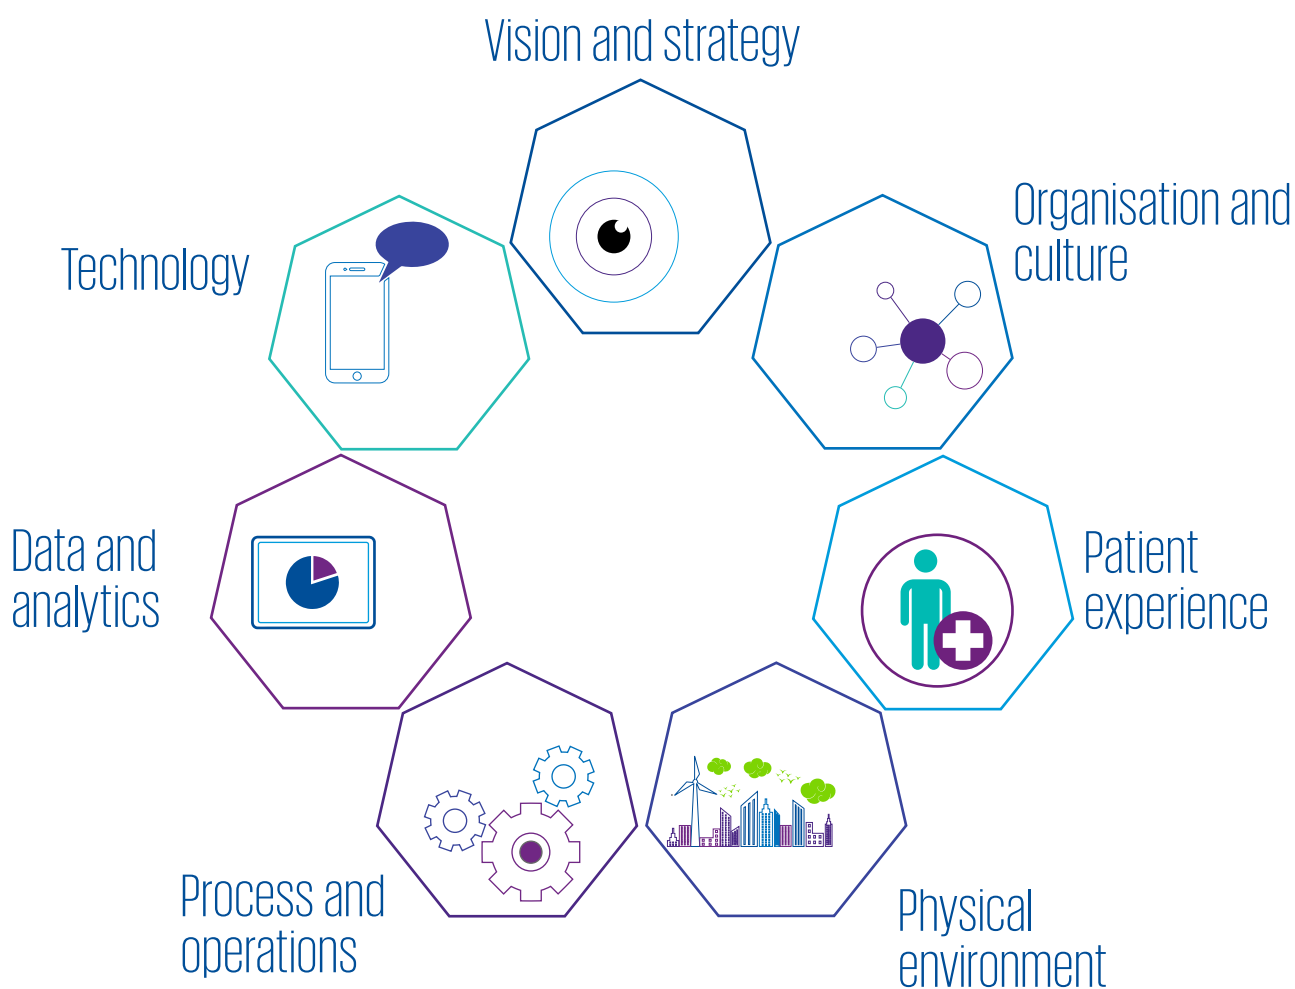 Vision and strategy
Organisation and
culture
Technology
Data and
analytics
Patient
experience
Process and
operations
Physical
environment